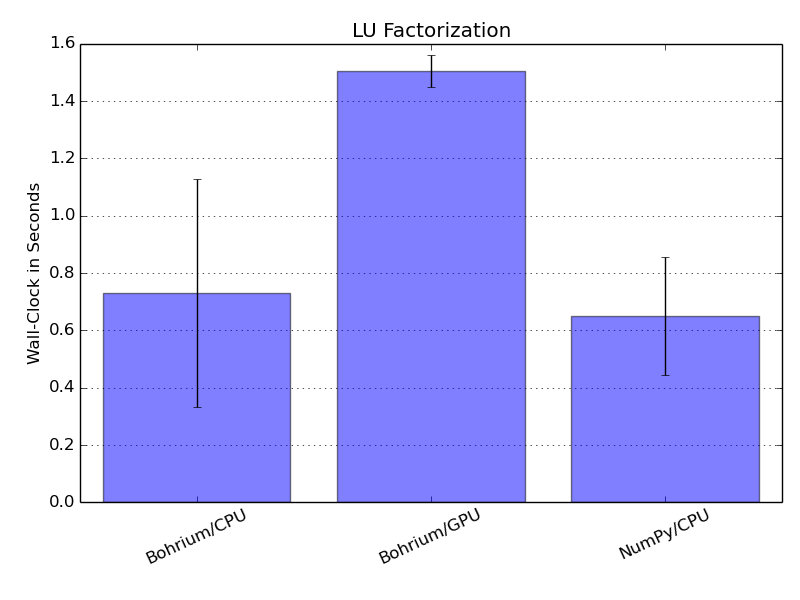 LU Factorization
1.6
1.4
1.2
1.0
0.8
0.6
0.4
0.2
0.0
Wall-Clock in Seconds
Bohrium/CPU
Bohrium/GPU
NumPy/CPU